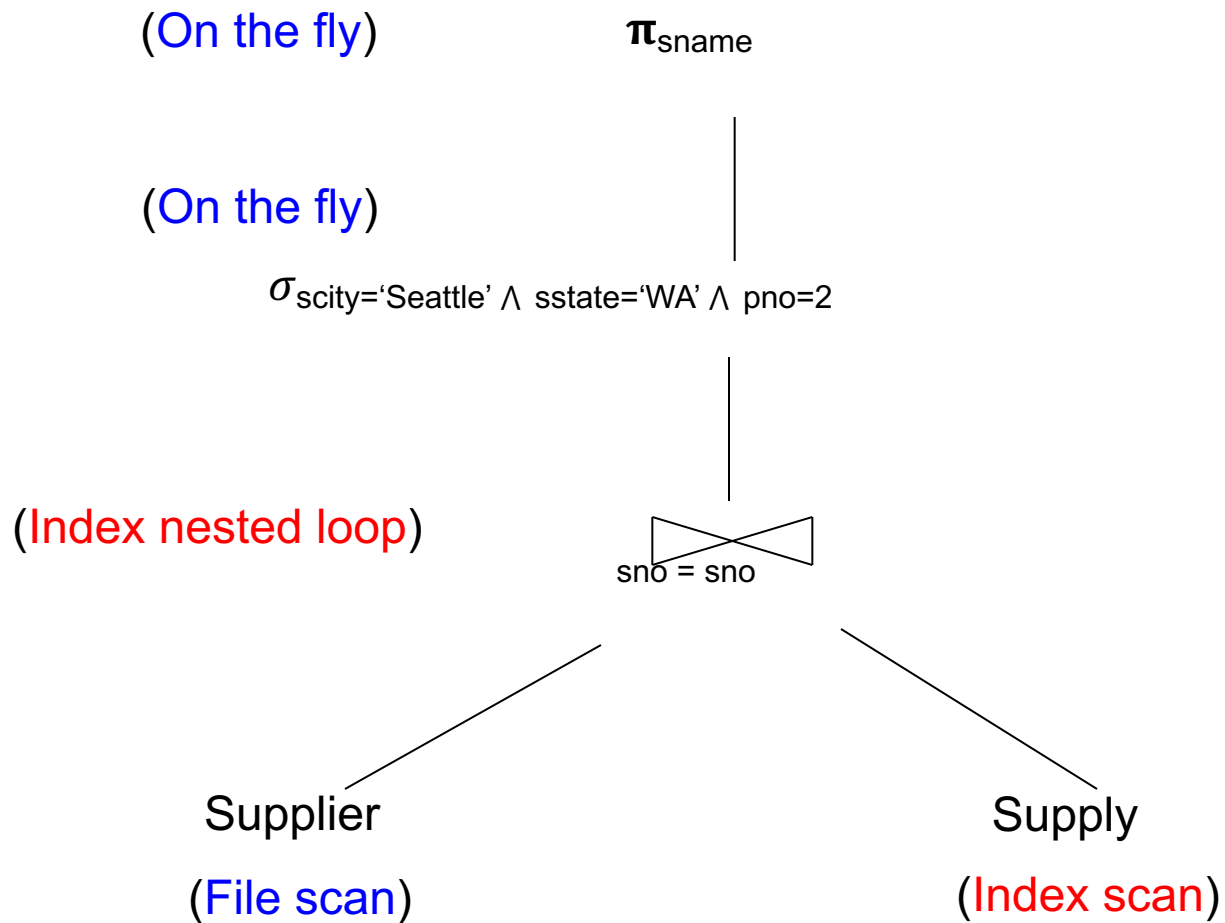 (On the fly) 𝝅sname
(On the fly)
σscity=‘Seattle’ ∧ sstate=‘WA’ ∧ pno=2
(Index nested loop)
sno = sno
Supplier Supply
(File scan) (Index scan)